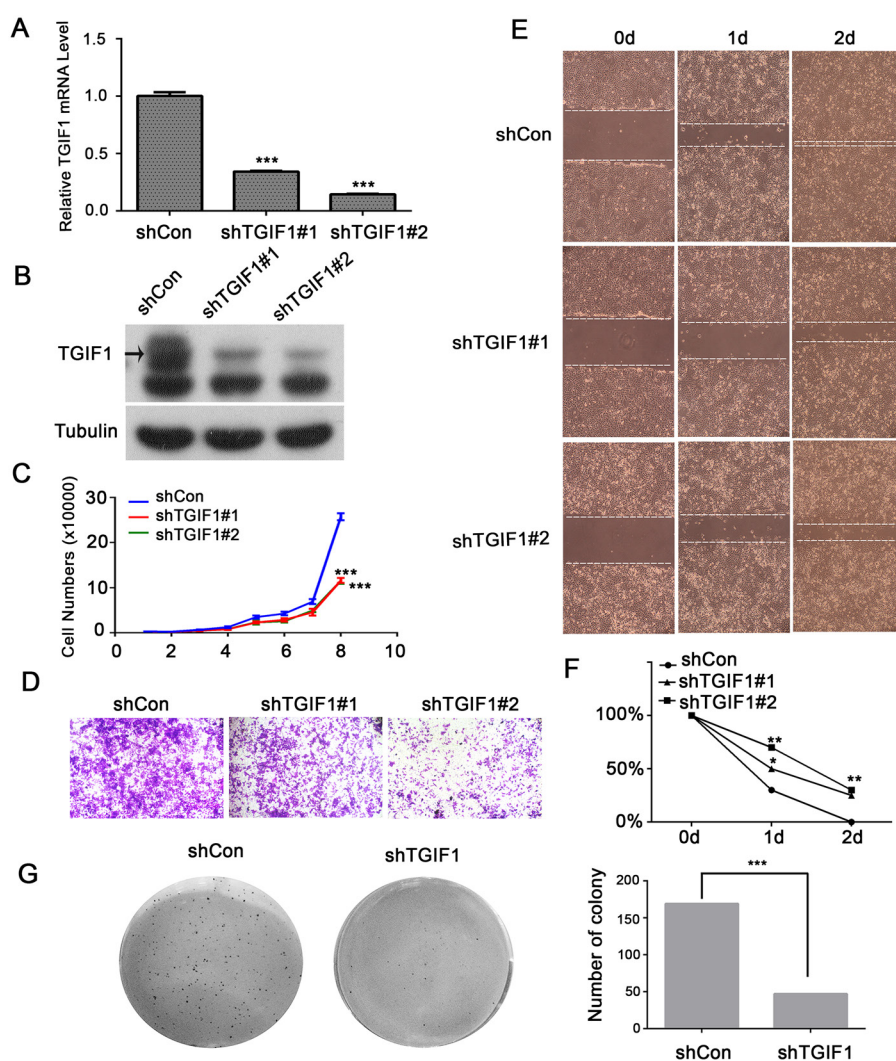 A
Relative TGIF1 mRNA Level
1.5
1.0
0.5
0.0
***
***
shCon
shTGIF1#1
shTGIF1#2
B
shCon
shTGIF1#1
shTGIF1#2
TGIF1
Tubulin
C
Cell Numbers (x10000)
30
20
10
0
shCon
shTGIF1#1
shTGIF1#2
***
***
0 2 4 6 8 10
D
shCon
shTGIF1#1
shTGIF1#2
E
0d
1d
2d
shCon
shTGIF1#1
shTGIF1#2
F
shCon
shTGIF1#1
shTGIF1#2
100%
50%
0%
**
*
**
0d
1d
2d
G
shCon
shTGIF1
Number of colony
200
150
100
50
0
***
shCon
shTGIF1